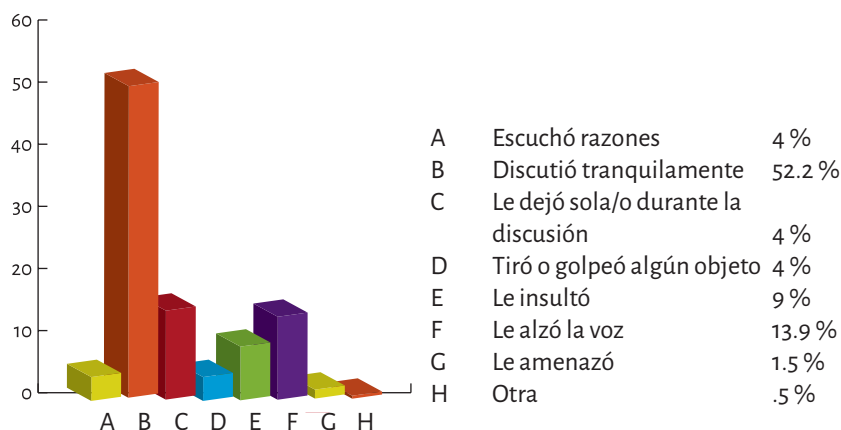 60
50
40
30
20
10
0
A B C D E F G H
A Escuchó razones 4 %
B Discutió tranquilamente 52.2 %
C Le dejó sola/o durante la
discusión 4 %
D Tiró o golpeó algún objeto 4 %
E Le insultó 9 %
F Le alzó la voz 13.9 %
G Le amenazó 1.5 %
H Otra .5 %